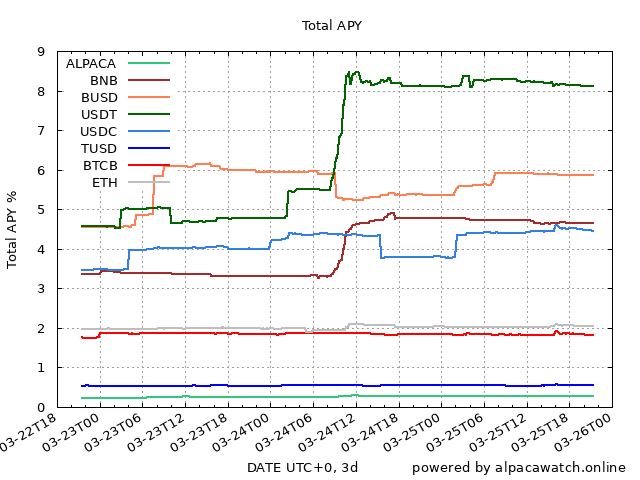 Total APY
ALPACA
BNB
BUSD
USDT
USDC
TUSD
BTCB
ETH
Total APY %
9
8
7
6
5
4
3
2
1
0
03-22T18
03-23T00
03-23T06
03-23T12
03-23T18
03-24T00
03-24T06
03-24T12
03-24T18
03-25T00
03-25T06
03-25T12
03-25T18
03-26T00
DATE UTC+0, 3d
powered by alpacawatch.online